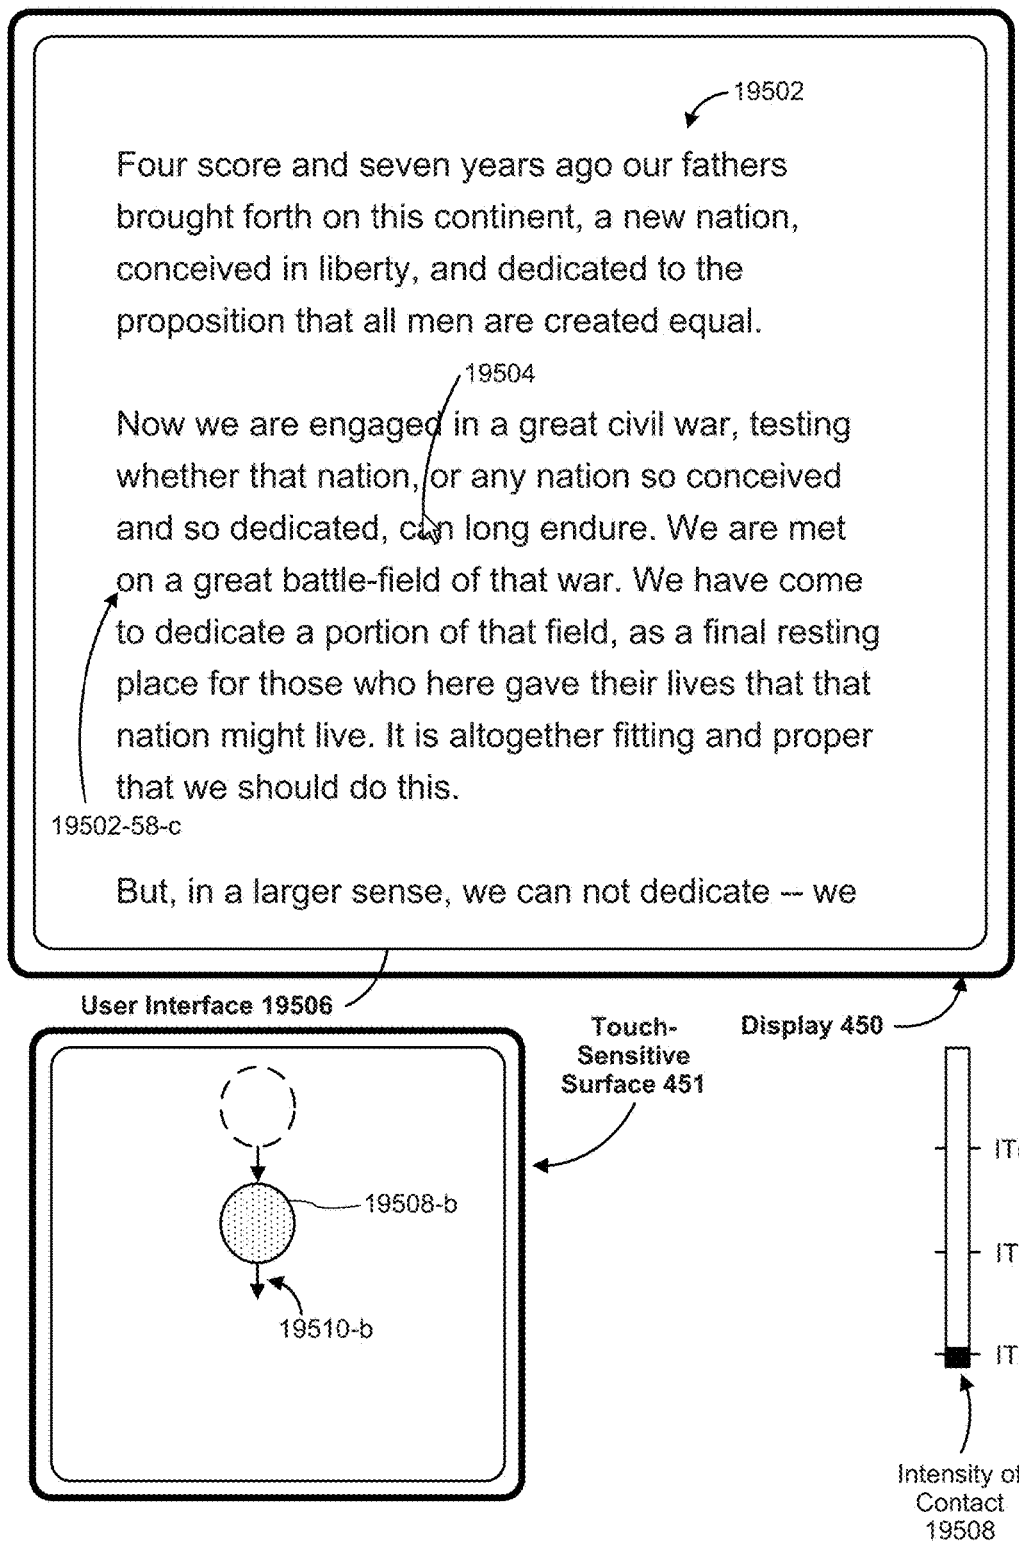 19502
Four score and seven years ago our fathers
brought forth on this continent, a new nation,
conceived in liberty, and dedicated to the
proposition that all men are created equal.
19504
Now we are engaged in a great civil war, testing
whether that nation, or any nation so conceived
and so dedicated, can long endure. We are met
on a great battle-field of that war. We have come
to dedicate a portion of that field, as a final resting
place for those who here gave their lives that that
nation might live. It is altogether fitting and proper
that we should do this.
19502-58-c
But, in a larger sense, we can not dedicate -- we
User Interface 19506
Display 450
Touch-
Sensitive
Surface 451
19508-b
19510-b
IT
IT
IT
Intensity of
Contact
19508